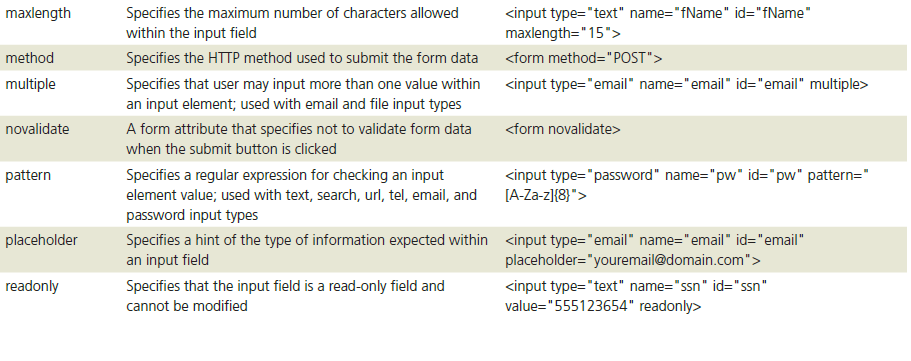 maxlength Specifies the maximum number of characters allowed <input type="text" name="fName" id="fName"
within the input field maxlength="15">
method Specifies the HTTP method used to submit the form data <form method="POST">
multiple Specifies that user may input more than one value within <input type="email" name="email" id="email" multiple>
an input element; used with email and file input types
novalidate A form attribute that specifies not to validate form data <form novalidate>
when the submit button is clicked
pattern Specifies a regular expression for checking an input <input type="password" name="pw" id="pw" pattern="
element value; used with text, search, url, tel, email, and [A-Za-z]{8}">
password input types
placeholder Specifies a hint of the type of information expected within <input type="email" name="email" id="email"
an input field placeholder="youremail@domain.com">
readonly Specifies that the input field is a read-only field and <input type="text" name="ssn" id="ssn"
cannot be modified value="555123654" readonly>